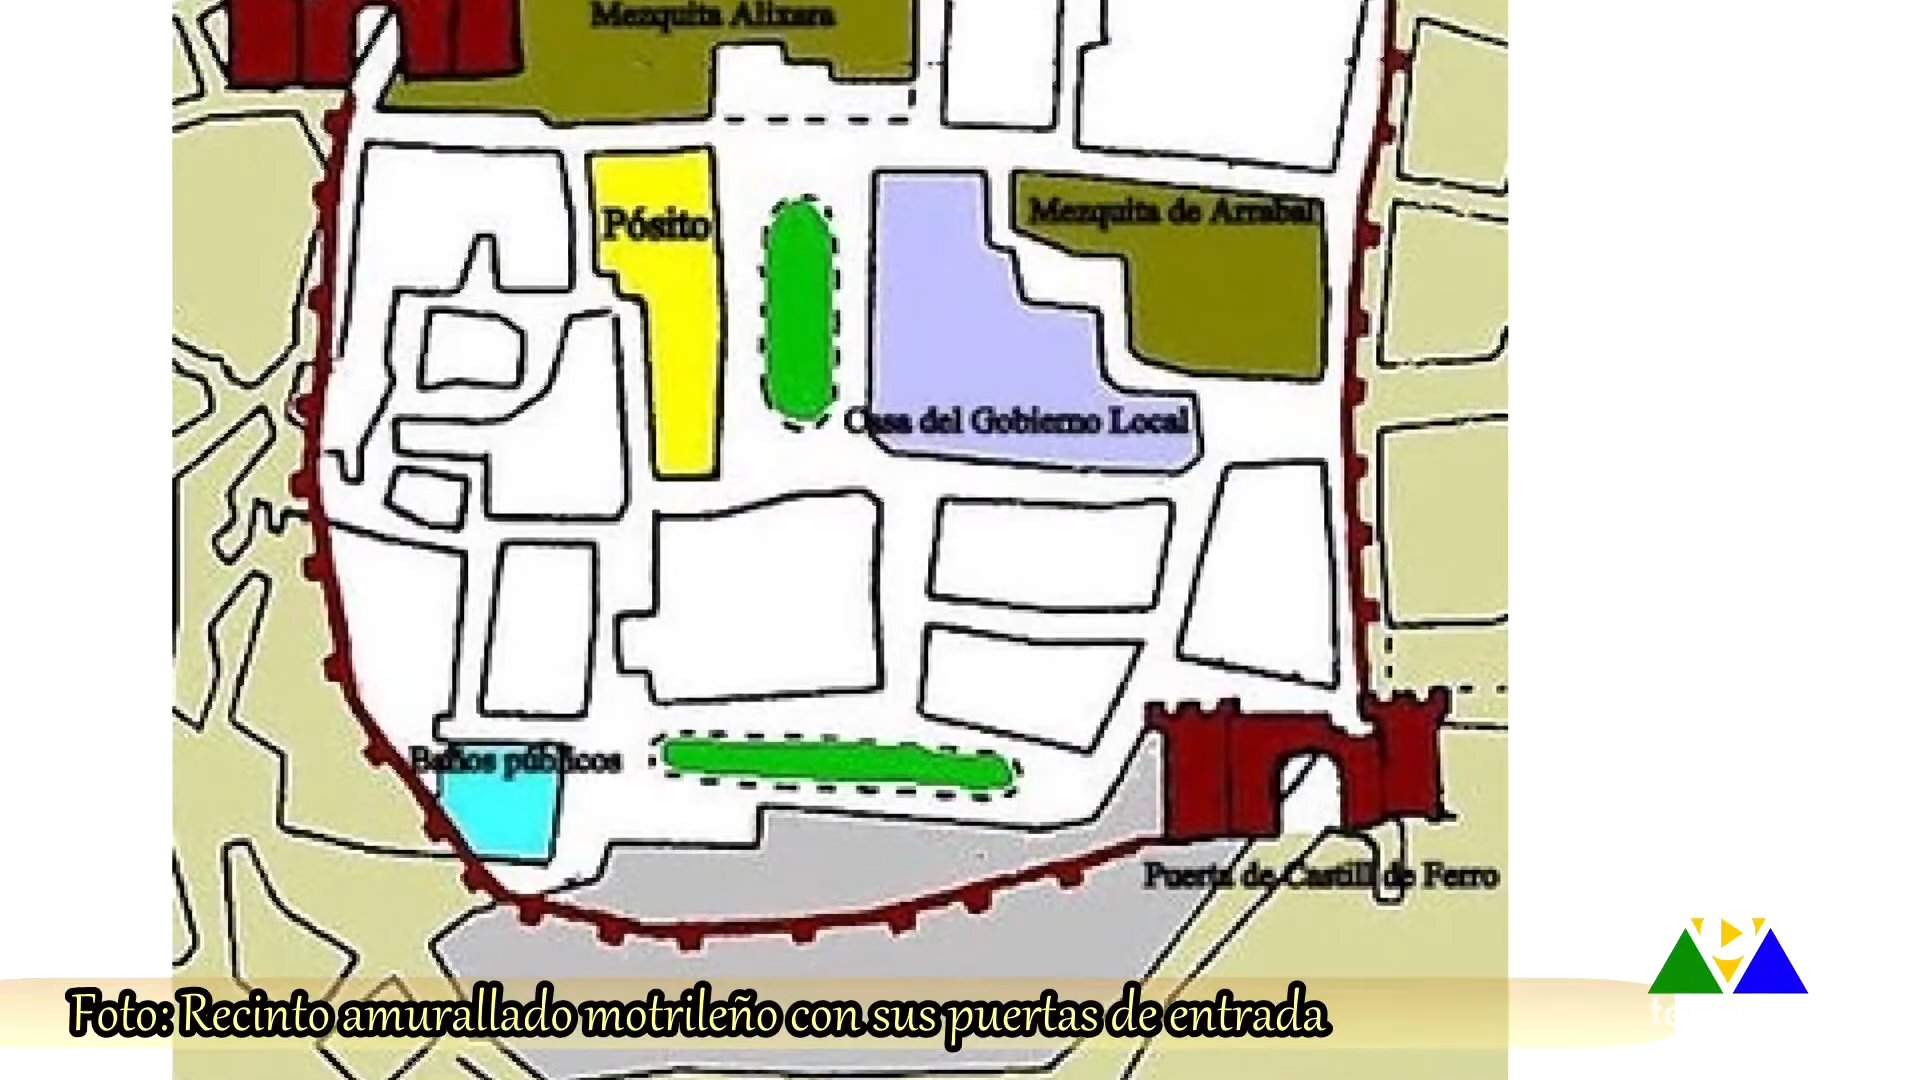 Mezquita Alixara
Pósito
Mezquita de Arrabal
Casa del Gobierno Local
Baños públicos
Puerta de Castill de Ferro
Foto: Recinto amurallado motrileño con sus puertas de entrada